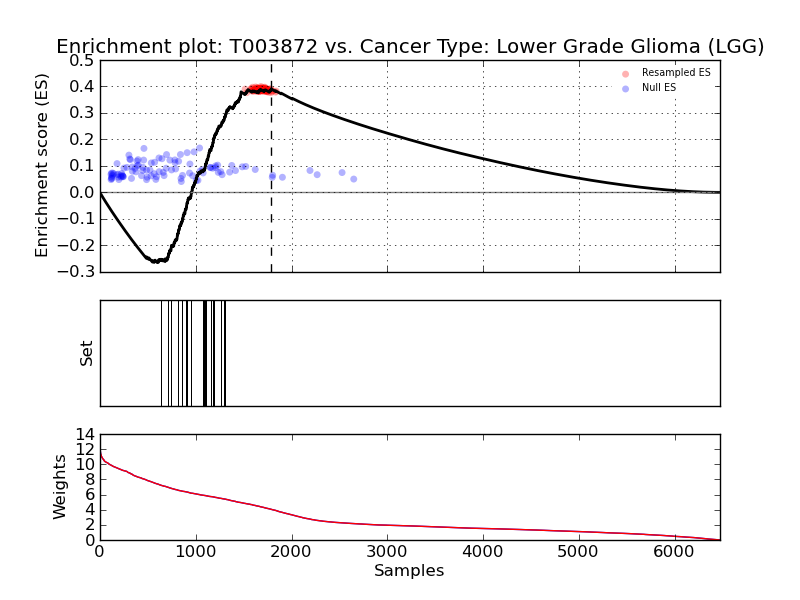 Enrichment plot: T003872 vs. Cancer Type: Lower Grade Glioma (LGG)
0.5
0.4
0.3
0.2
0.1
0.0
−0.1
−0.2
−0.3
Enrichment score (ES)
Resampled ES
Null ES
Set
14
12
10
8
6
4
2
0
Weights
0 1000 2000 3000 4000 5000 6000
Samples